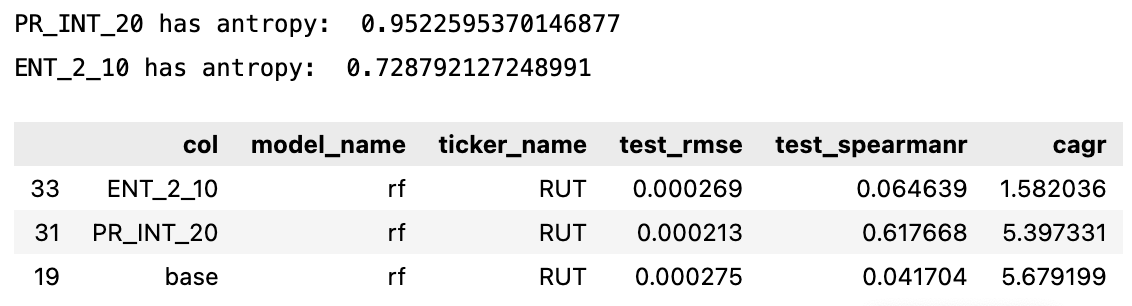 PR_INT_20 has antropy:  0.9522595370146877
ENT_2_10 has antropy:  0.728792127248991
col model_name ticker_name test_rmse test_spearmanr cagr
33 ENT_2_10 rf RUT 0.000269 0.064639 1.582036
31 PR_INT_20 rf RUT 0.000213 0.617668 5.397331
19 base rf RUT 0.000275 0.041704 5.679199